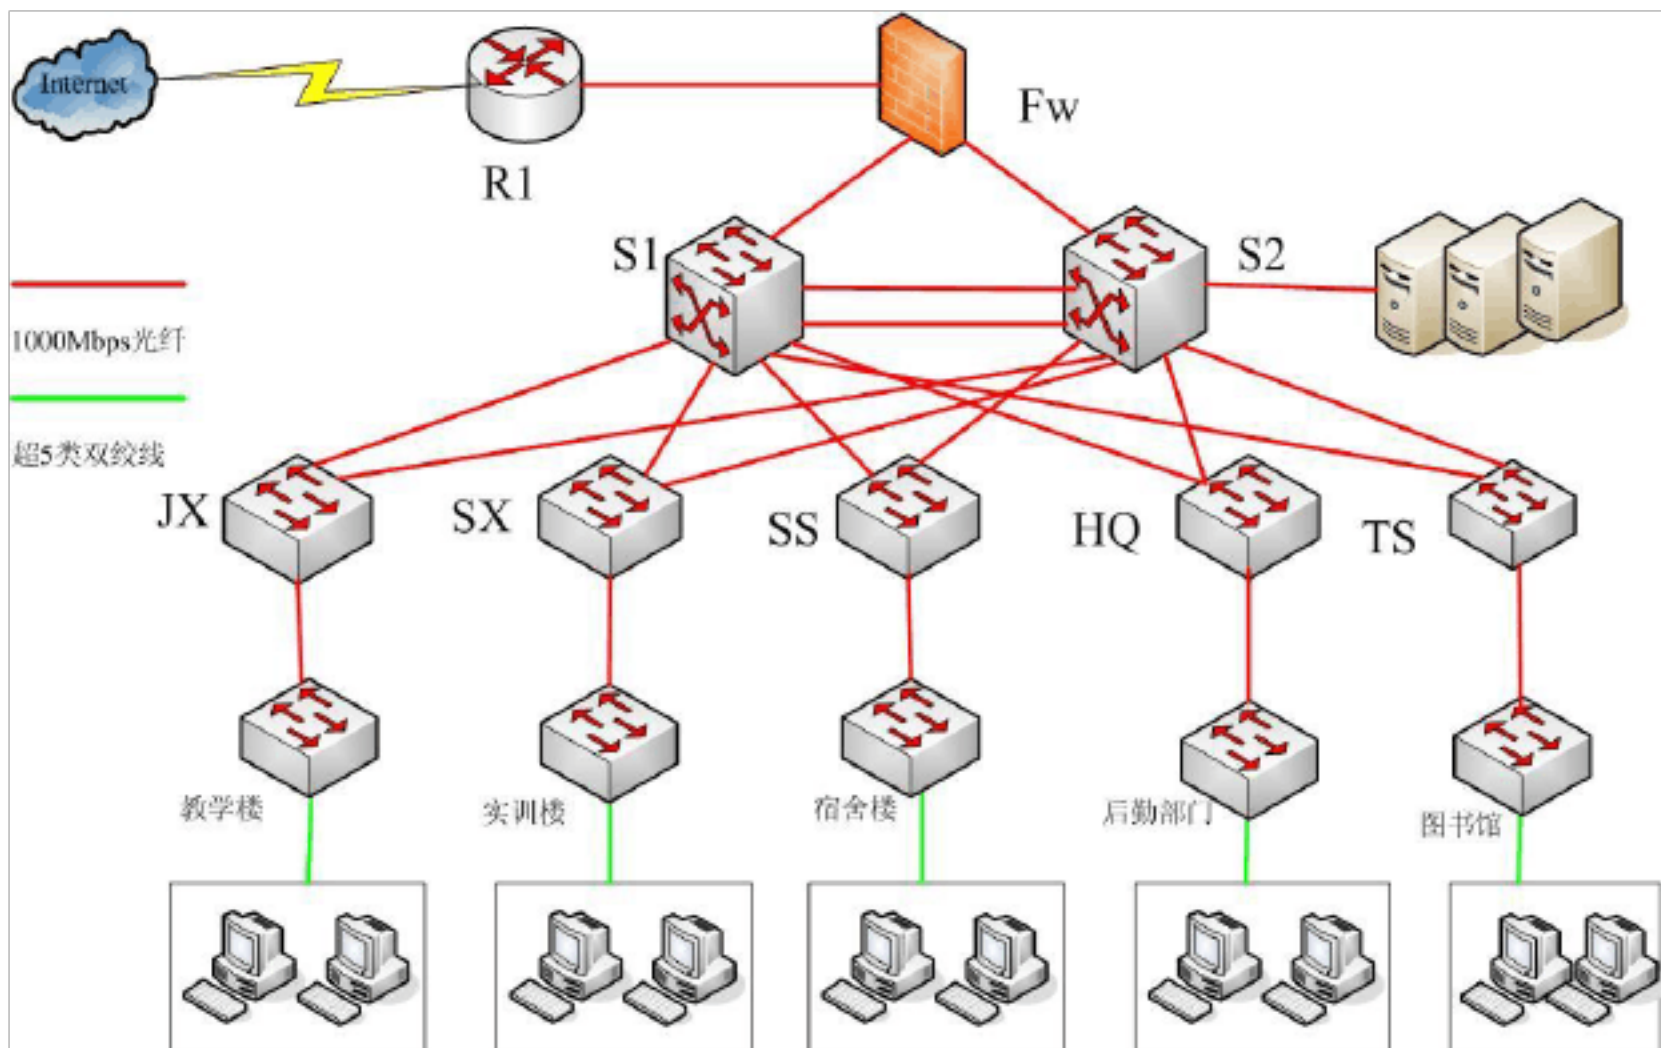 Internet
Fw
R1
S1
S2
1000Mbps光纤
超5类双绞线
JX
SX
SS
HQ
TS
教学楼
实训楼
宿舍楼
后勤部门
图书馆